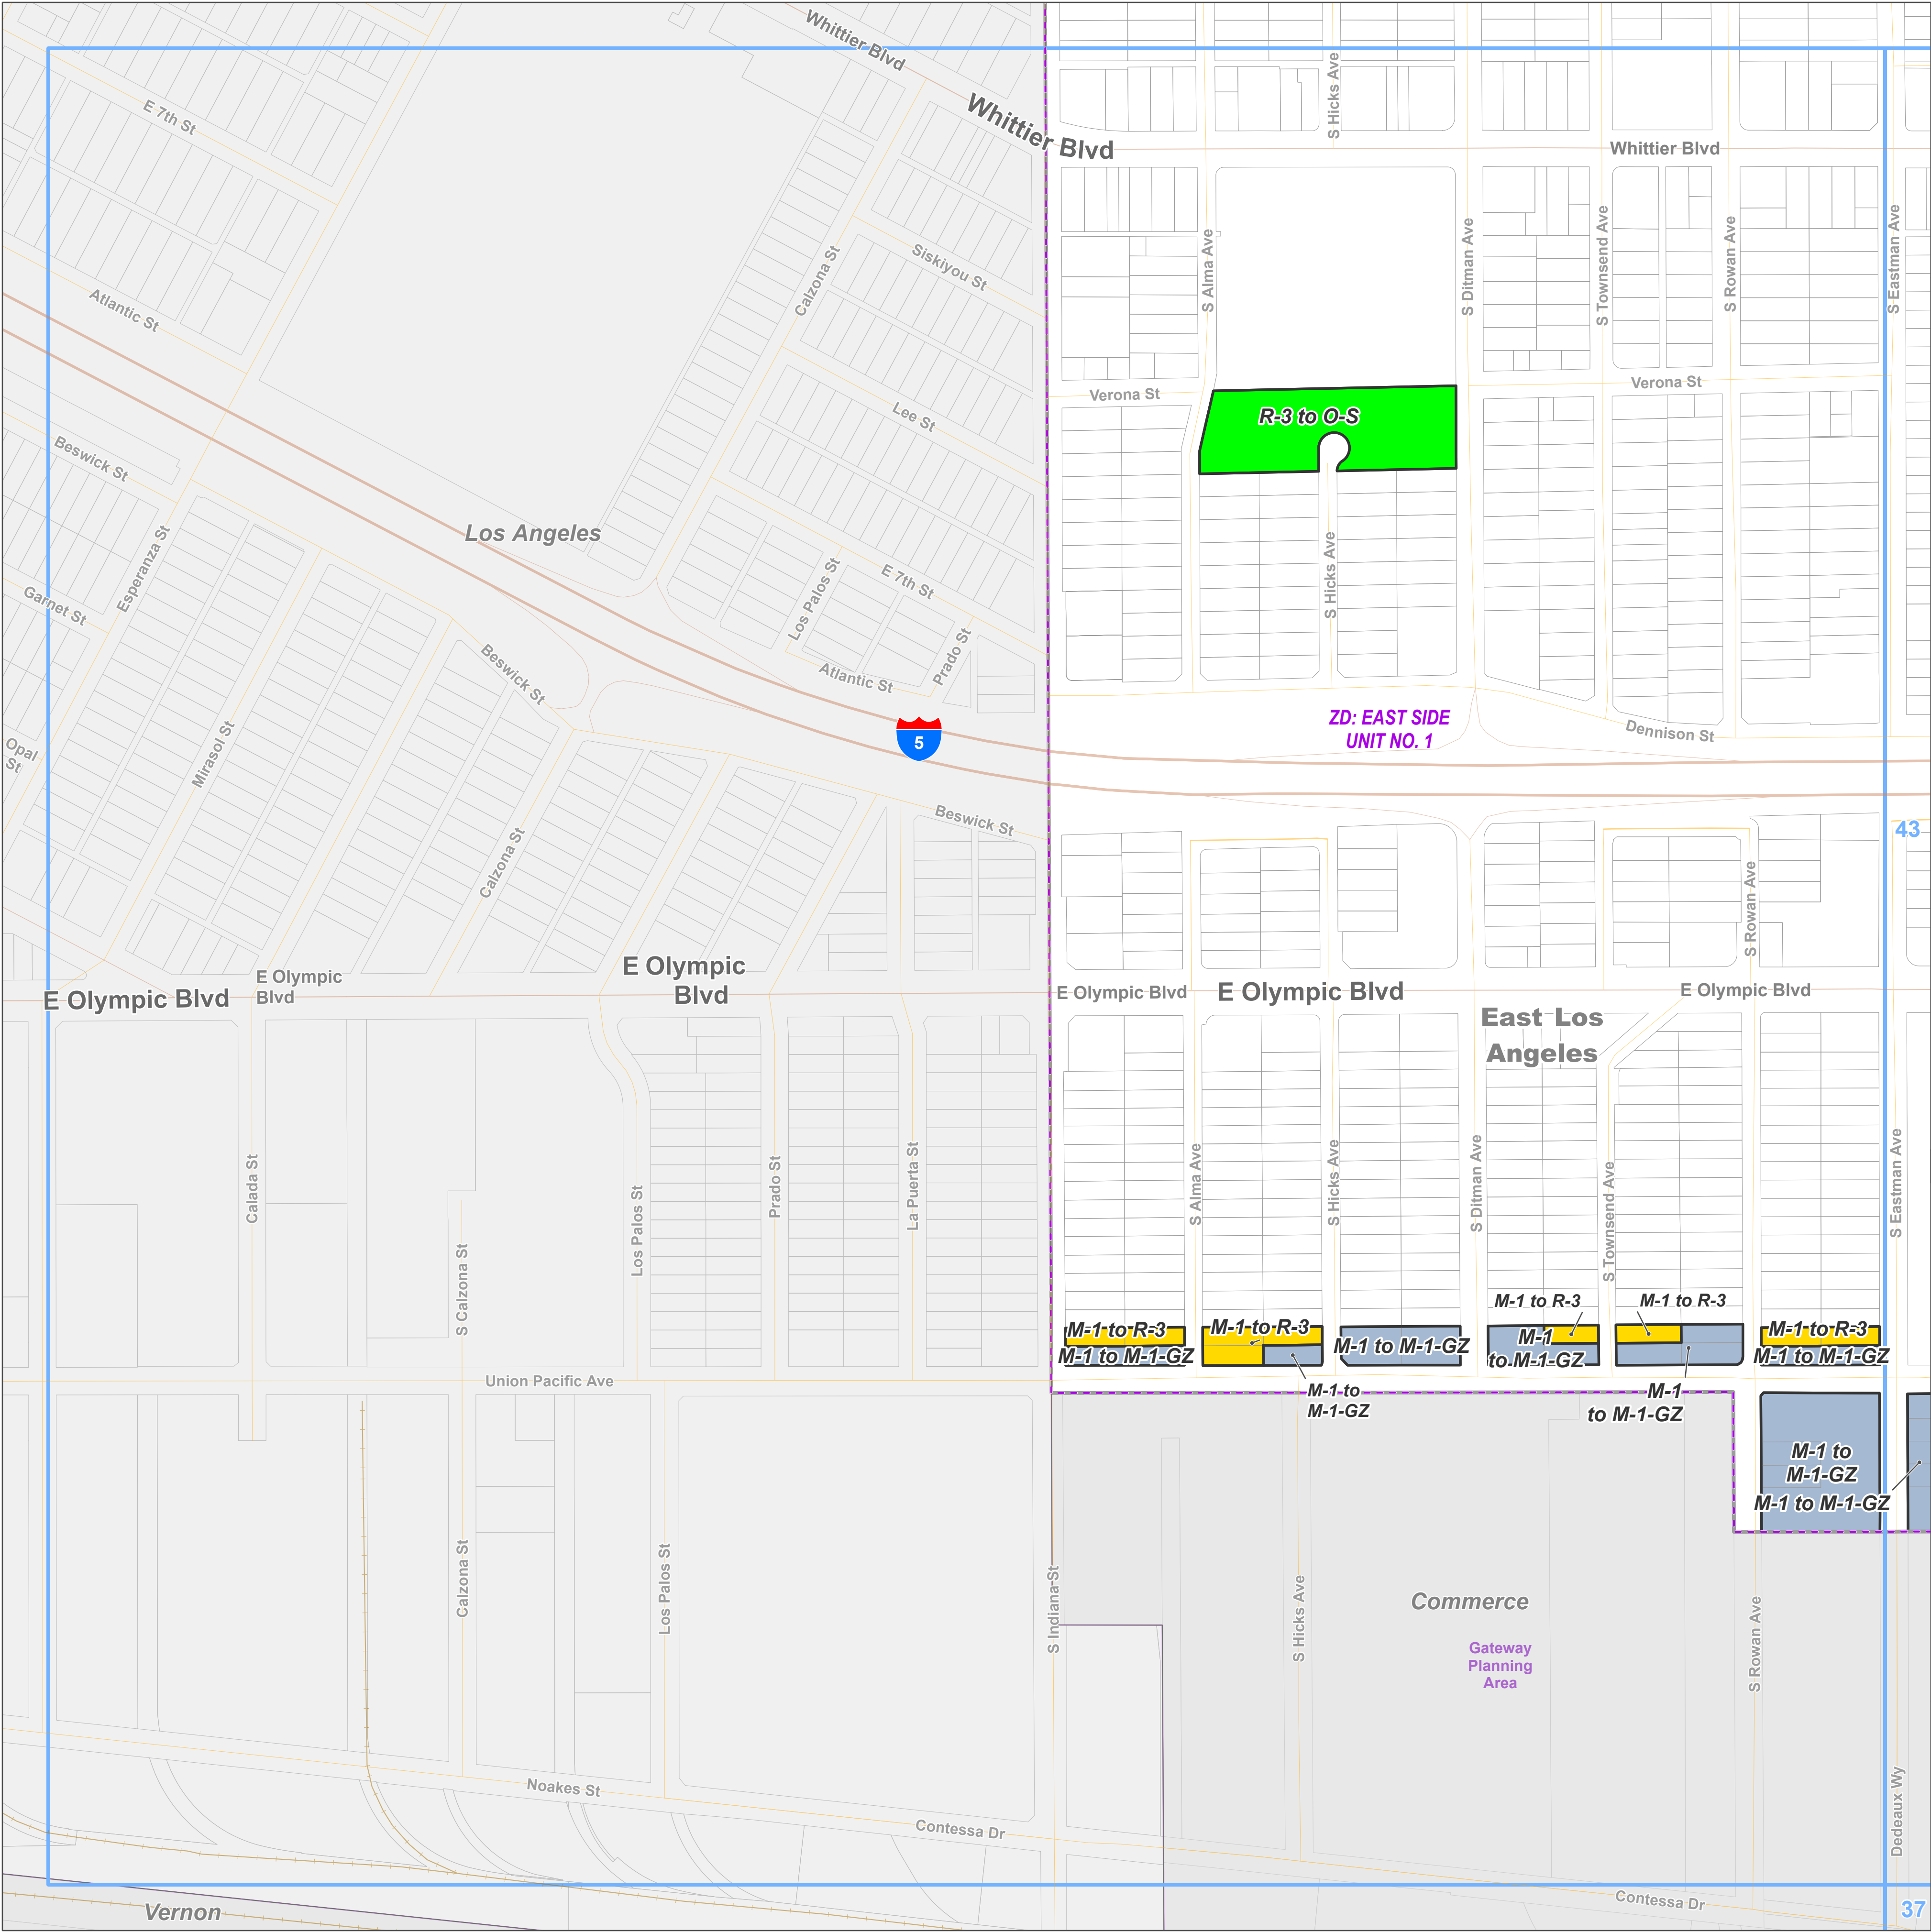 Whittier Blvd
Whittier Blvd
E 7th St
S Hicks Ave
Whittier Blvd
Siskiyou St
Calzona St
Atlantic St
S Alma Ave
S Ditman Ave
S Townsend Ave
S Rowan Ave
S Eastman Ave
Verona St
Verona St
Lee St
R-3 to O-S
Beswick St
Los Angeles
Esperanza St
Garnet St
E 7th St
Los Palos St
S Hicks Ave
Prado St
Beswick St
Atlantic St
Opal
St
Mirasol St
5
ZD: EAST SIDE
UNIT NO. 1
Dennison St
Beswick St
43
Calzona St
S Rowan Ave
E Olympic Blvd
E Olympic
Blvd
E Olympic
Blvd
E Olympic Blvd
E Olympic Blvd
E Olympic Blvd
East Los
Angeles
Calada St
S Calzona St
Los Palos St
Prado St
La Puerta St
S Alma Ave
S Hicks Ave
S Ditman Ave
S Townsend Ave
S Eastman Ave
M-1 to R-3
M-1 to M-1-GZ
M-1 to R-3
M-1 to
M-1-GZ
M-1 to M-1-GZ
M-1 to R-3
M-1
to M-1-GZ
M-1 to R-3
M-1
to M-1-GZ
M-1 to R-3
M-1 to M-1-GZ
Union Pacific Ave
M-1 to
M-1-GZ
M-1 to M-1-GZ
Calzona St
Los Palos St
S Indiana St
S Hicks Ave
Commerce
Gateway
Planning
Area
S Rowan Ave
Noakes St
Contessa Dr
Dedeaux Wy
Contessa Dr
Vernon
37